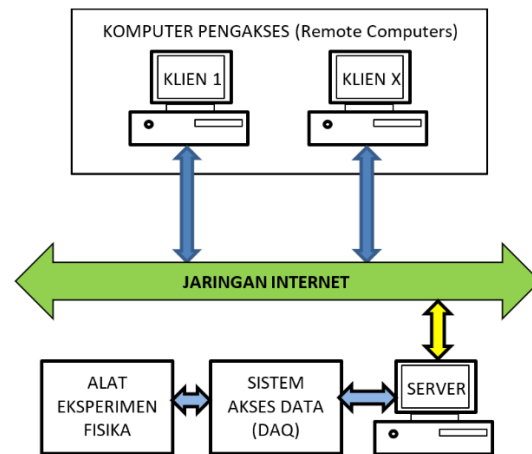 KOMPUTER PENGAKSES (Remote Computers)
KLIEN 1
KLIEN X
JARINGAN INTERNET
ALAT
EKSPERIMEN
FISIKA
SISTEM
AKSES DATA
(DAQ)
SERVER